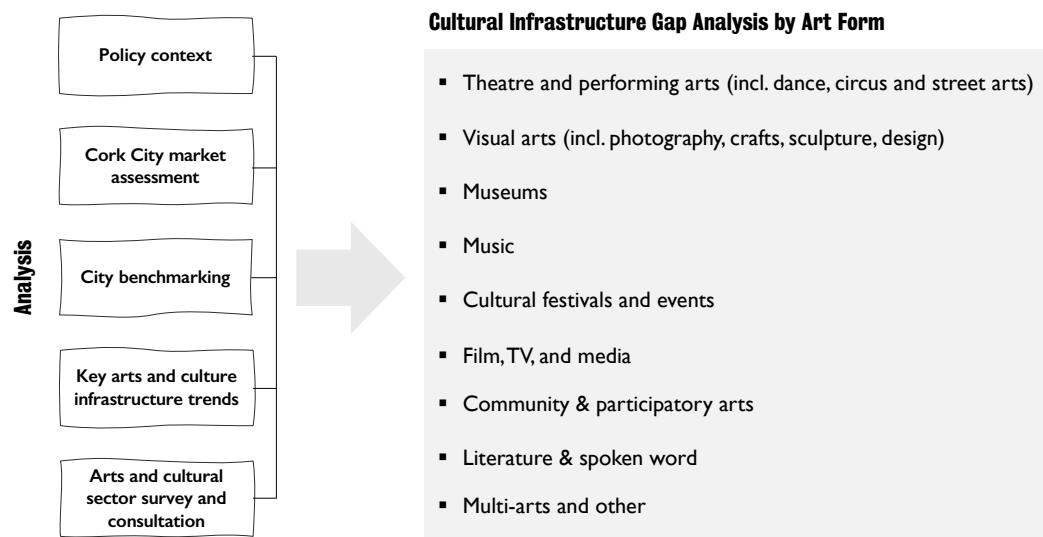 Cultural Infrastructure Gap Analysis by Art Form
Analysis
Policy context
Cork City market
assessment
City benchmarking
Key arts and culture
infrastructure trends
Arts and cultural
sector survey and
consultation
▪ Theatre and performing arts (incl. dance, circus and street arts)
▪ Visual arts (incl. photography, crafts, sculpture, design)
▪ Museums
▪ Music
▪ Cultural festivals and events
▪ Film, TV, and media
▪ Community & participatory arts
▪ Literature & spoken word
▪ Multi-arts and other